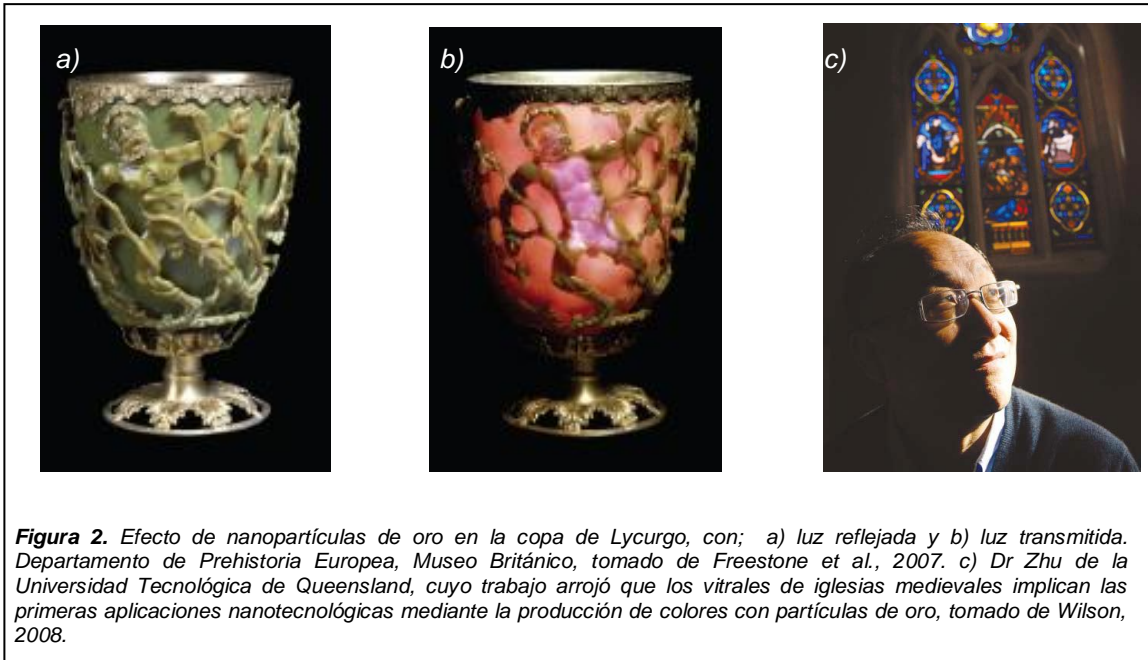 a)
b)
c)
Figura 2. Efecto de nanopartículas de oro en la copa de Lycurgo, con; a) luz reflejada y b) luz transmitida.
Departamento de Prehistoria Europea, Museo Británico, tomado de Freestone et al., 2007. c) Dr Zhu de la
Universidad Tecnológica de Queensland, cuyo trabajo arrojó que los vitrales de iglesias medievales implican las
primeras aplicaciones nanotecnológicas mediante la producción de colores con partículas de oro, tomado de Wilson,
2008.